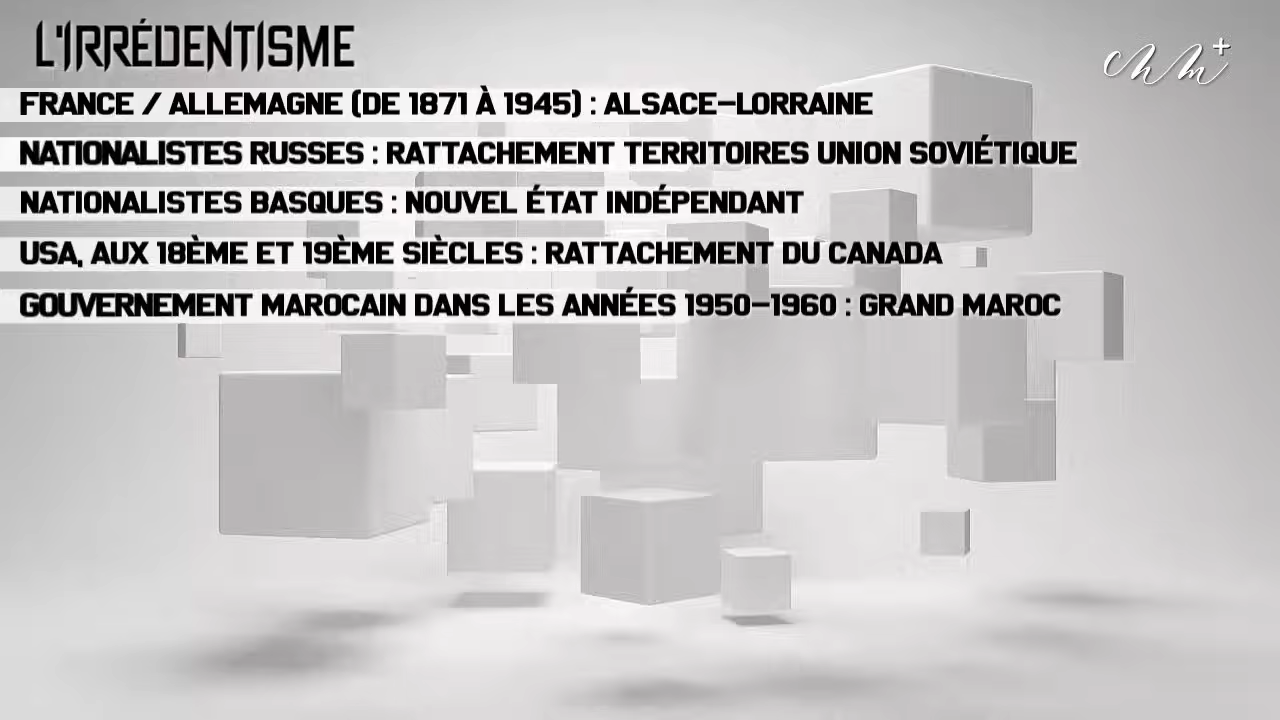 L'IRRÉDENTISME
CHM+
FRANCE / ALLEMAGNE (DE 1871 À 1945) : ALSACE-LORRAINE
NATIONALISTES RUSSES : RATTACHEMENT TERRITOIRES UNION SOVIÉTIQUE
NATIONALISTES BASQUES : NOUVEL ÉTAT INDÉPENDANT
USA, AUX 18ÈME ET 19ÈME SIÈCLES : RATTACHEMENT DU CANADA
GOUVERNEMENT MAROCAIN DANS LES ANNÉES 1950-1960 : GRAND MAROC